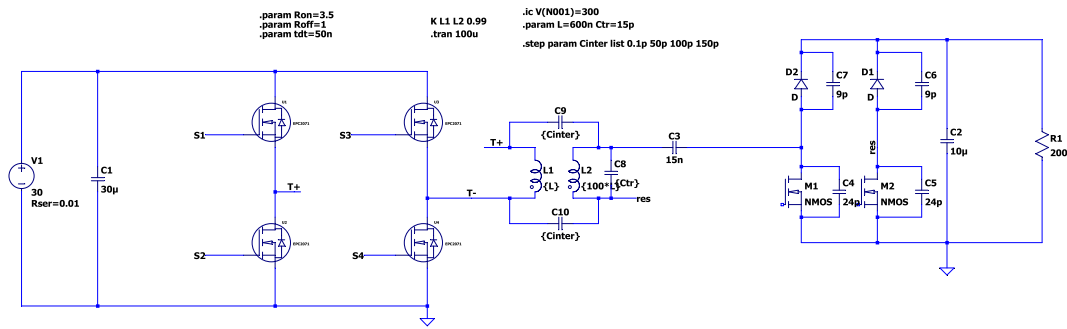 .param Ron=3.5
.param Roff=1
.param tdt=50n
K L1 L2 0.99
.tran 100u
.ic V(N001)=300
.param L=600n Ctr=15p
.step param Cinter list 0.1p 50p 100p 150p
V1
30
Rser=0.01
C1
30µ
S1
U1
EPC2071
S2
U2
EPC2071
T+
S3
U3
EPC2071
S4
U4
EPC2071
T-
T+
C9
{Cinter}
L1
{L}
L2
{100*L}
C8
{Ctr}
res
C10
{Cinter}
C3
15n
D2
D
C7
9p
D1
D
C6
9p
res
M1
NMOS
C4
24p
M2
NMOS
C5
24p
C2
10µ
R1
200